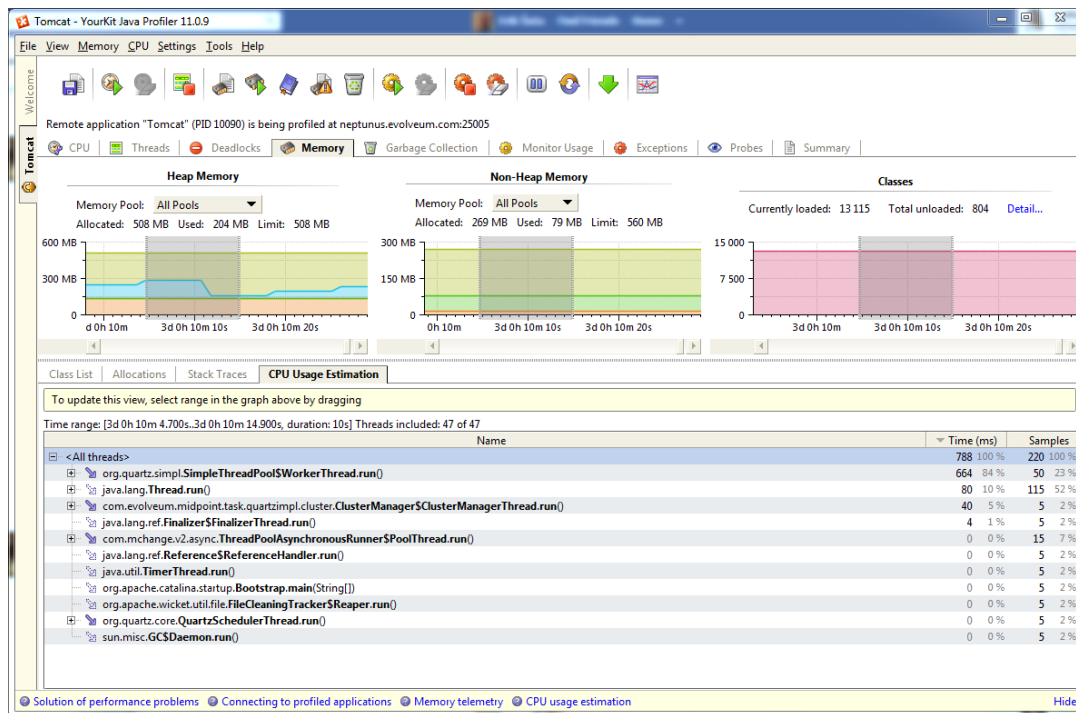 Tomcat - YourKit Java Profiler 11.0.9
File View Memory CPU Settings Tools Help
Welcome
Tomcat
Remote application "Tomcat" (PID 10090) is being profiled at neptunus.evolveum.com:25005
CPU Threads Deadlocks Memory Garbage Collection Monitor Usage Exceptions Probes Summary
Heap Memory
Memory Pool: All Pools
Allocated: 508 MB Used: 204 MB Limit: 508 MB
600 MB
300 MB
0
d 0h 10m 3d 0h 10m 10s 3d 0h 10m 20s
Non-Heap Memory
Memory Pool: All Pools
Allocated: 269 MB Used: 79 MB Limit: 560 MB
300 MB
150 MB
0
0h 10m 3d 0h 10m 10s 3d 0h 10m 20s
Classes
Currently loaded: 13 115 Total unloaded: 804 Detail...
15 000
7 500
0
3d 0h 10m 3d 0h 10m 10s 3d 0h 10m 20s
Class List Allocations Stack Traces CPU Usage Estimation
To update this view, select range in the graph above by dragging
Time range: [3d 0h 10m 4.700s..3d 0h 10m 14.900s, duration: 10s] Threads included: 47 of 47
Name Time (ms) Samples
<All threads> 788 100 % 220 100 %
org.quartz.simpl.SimpleThreadPool$WorkerThread.run() 664 84 % 50 23 %
java.lang.Thread.run() 80 10 % 115 52 %
com.evolveum.midpoint.task.quartzimpl.cluster.ClusterManager$ClusterManagerThread.run() 40 5 % 5 2 %
java.lang.ref.Finalizer$FinalizerThread.run() 4 1 % 5 2 %
com.mchange.v2.async.ThreadPoolAsynchronousRunner$PoolThread.run() 0 0 % 15 7 %
java.lang.ref.Reference$ReferenceHandler.run() 0 0 % 5 2 %
java.util.TimerThread.run() 0 0 % 5 2 %
org.apache.catalina.startup.Bootstrap.main(String[]) 0 0 % 5 2 %
org.apache.wicket.util.file.FileCleaningTracker$Reaper.run() 0 0 % 5 2 %
org.quartz.core.QuartzSchedulerThread.run() 0 0 % 5 2 %
sun.misc.GC$Daemon.run() 0 0 % 5 2 %
Solution of performance problems Connecting to profiled applications Memory telemetry CPU usage estimation Hide